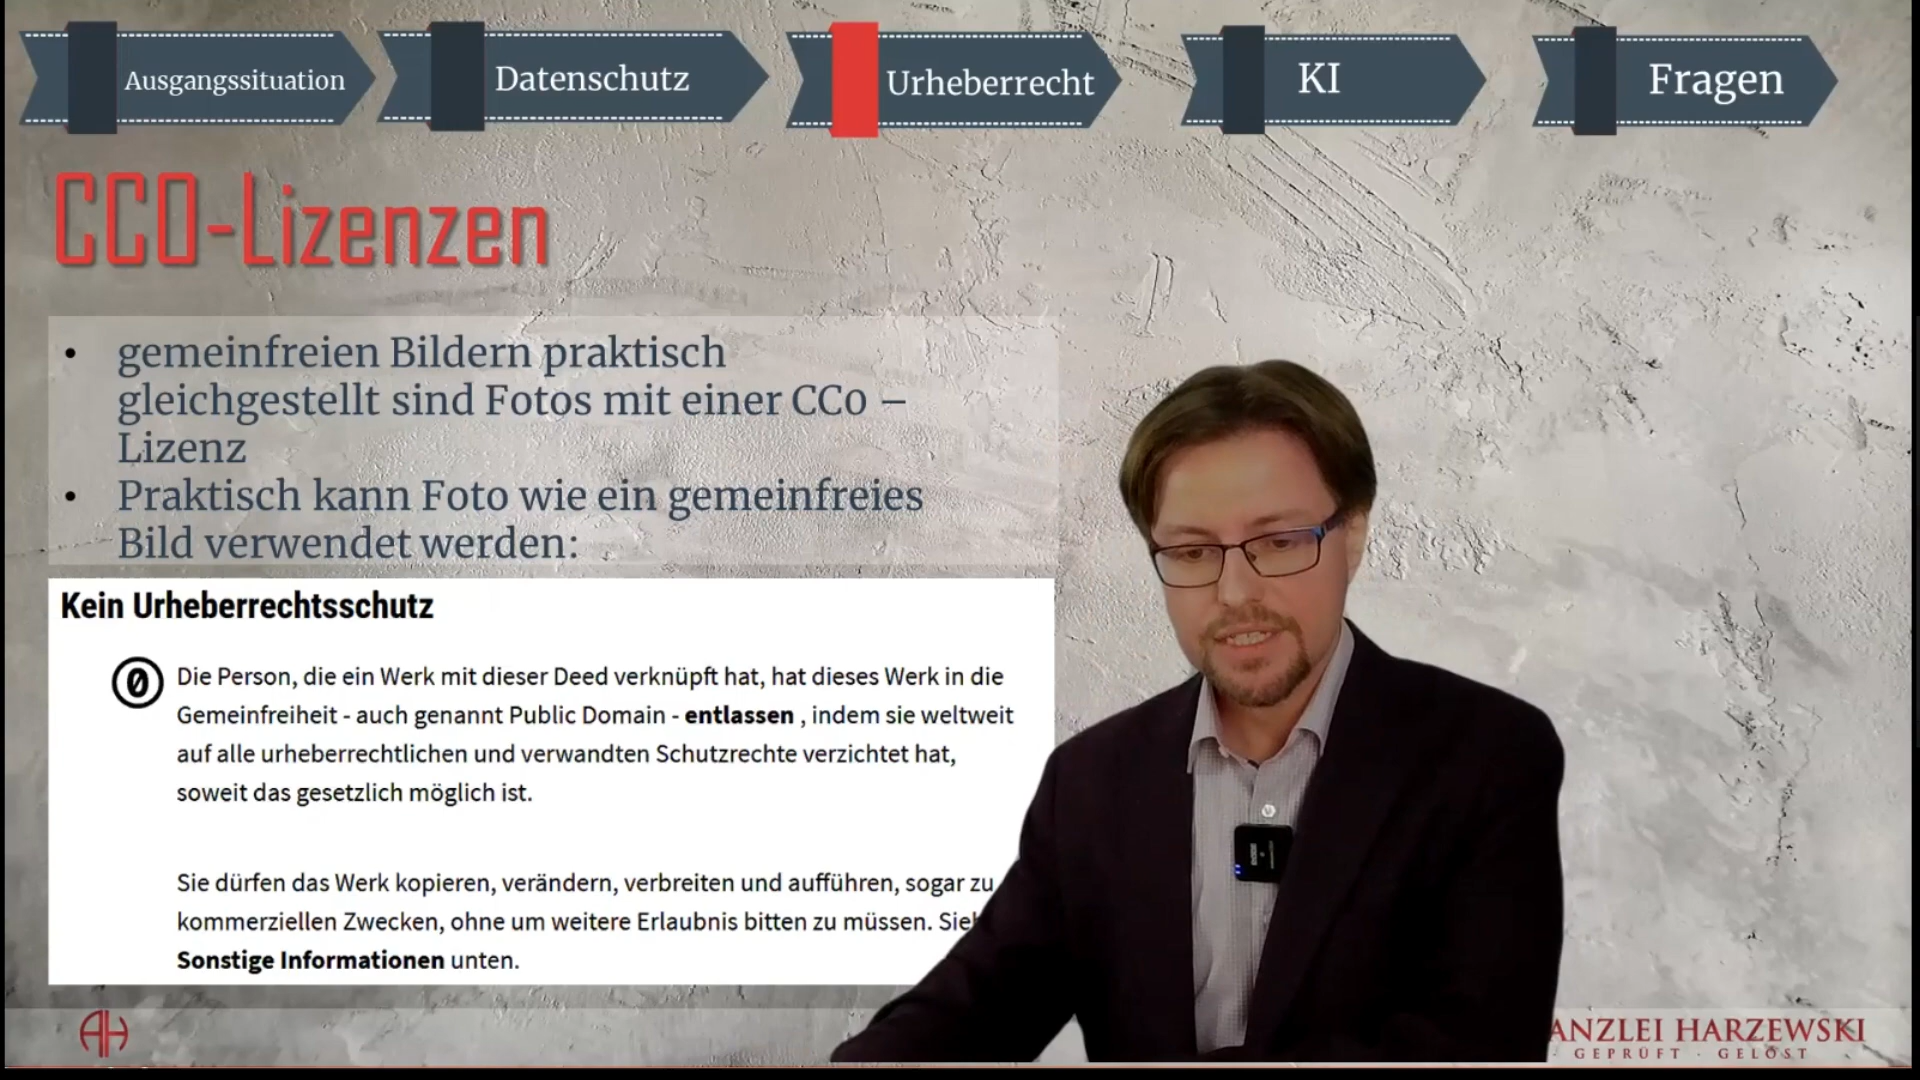 Ausgangssituation
Datenschutz
Urheberrecht
KI
Fragen
CC0-Lizenzen
• gemeinfreien Bildern praktisch
gleichgestellt sind Fotos mit einer CC0 –
Lizenz
• Praktisch kann Foto wie ein gemeinfreies
Bild verwendet werden:
Kein Urheberrechtsschutz
Die Person, die ein Werk mit dieser Deed verknüpft hat, hat dieses Werk in die
Gemeinfreiheit - auch genannt Public Domain - entlassen , indem sie weltweit
auf alle urheberrechtlichen und verwandten Schutzrechte verzichtet hat,
soweit das gesetzlich möglich ist.
Sie dürfen das Werk kopieren, verändern, verbreiten und aufführen, sogar zu
kommerziellen Zwecken, ohne um weitere Erlaubnis bitten zu müssen.
Sonstige Informationen unten.
AH
ANZLEI HARZEWSKI
GEPRÜFT · GELÖST